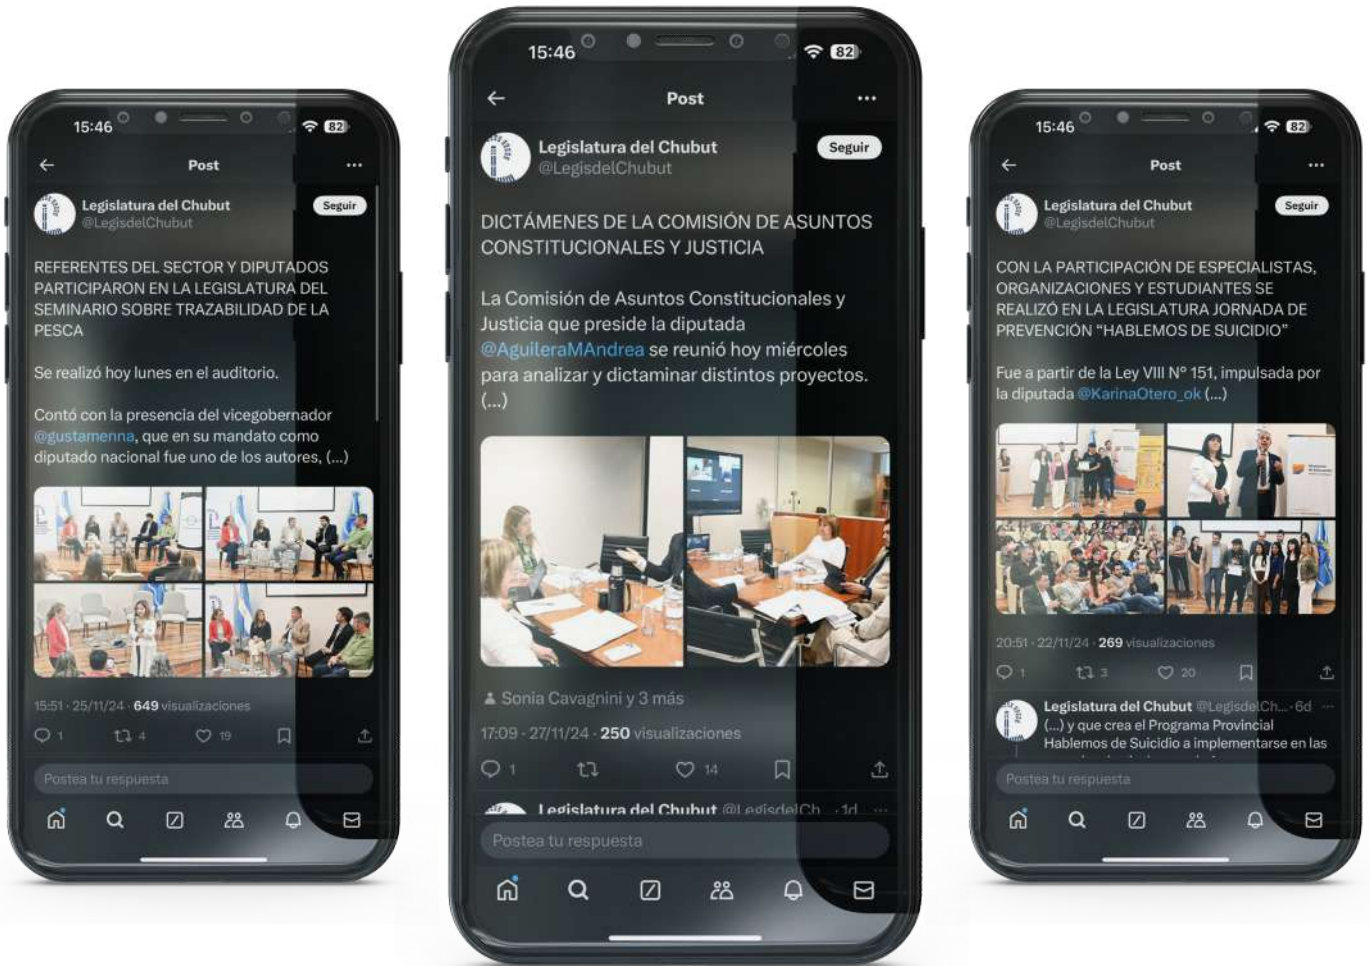 15:46
82
Post
Legislatura del Chubut
Seguir
@LegisdelChubut
REFERENTES DEL SECTOR Y DIPUTADOS
PARTICIPARON EN LA LEGISLATURA DEL
SEMINARIO SOBRE TRAZABILIDAD DE LA
PESCA
Se realizó hoy lunes en el auditorio.
Contó con la presencia del vicegobernador
@gustamenna, que en su mandato como
diputado nacional fue uno de los autores, (...)
15:51 · 25/11/24 · 649 visualizaciones
1 4 19
Postea tu respuesta
15:46
82
Post
Legislatura del Chubut
Seguir
@LegisdelChubut
DICTÁMENES DE LA COMISIÓN DE ASUNTOS
CONSTITUCIONALES Y JUSTICIA
La Comisión de Asuntos Constitucionales y
Justicia que preside la diputada
@AguileraMAndrea se reunió hoy miércoles
para analizar y dictaminar distintos proyectos.
(...)
Sonia Cavagnini y 3 más
17:09 · 27/11/24 · 250 visualizaciones
1 14
Legislatura del Chubut @LegisdelCh... · 1d
Postea tu respuesta
15:46
82
Post
Legislatura del Chubut
Seguir
@LegisdelChubut
CON LA PARTICIPACIÓN DE ESPECIALISTAS,
ORGANIZACIONES Y ESTUDIANTES SE
REALIZÓ EN LA LEGISLATURA JORNADA DE
PREVENCIÓN “HABLEMOS DE SUICIDIO”
Fue a partir de la Ley VIII Nº 151, impulsada por
la diputada @KarinaOtero_ok (...)
20:51 · 22/11/24 · 269 visualizaciones
1 3 20
Legislatura del Chubut @LegisdelCh... · 6d
(...) y que crea el Programa Provincial
Hablemos de Suicidio a implementarse en las
Postea tu respuesta